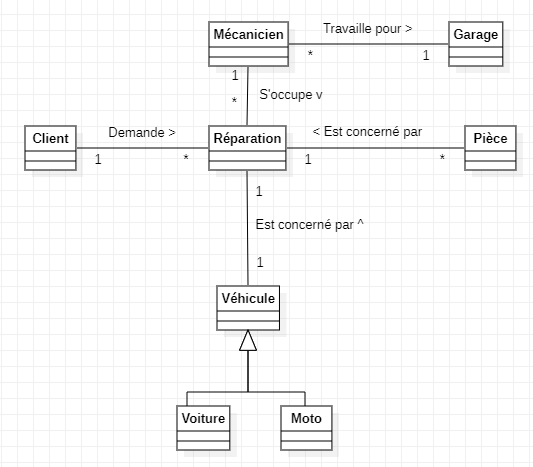 Mécanicien
Travaille pour >
Garage
*
1
1
*
S'occupe v
Client
Demande >
Réparation
< Est concerné par
Pièce
1
*
1
*
1
Est concerné par ^
1
Véhicule
Voiture
Moto